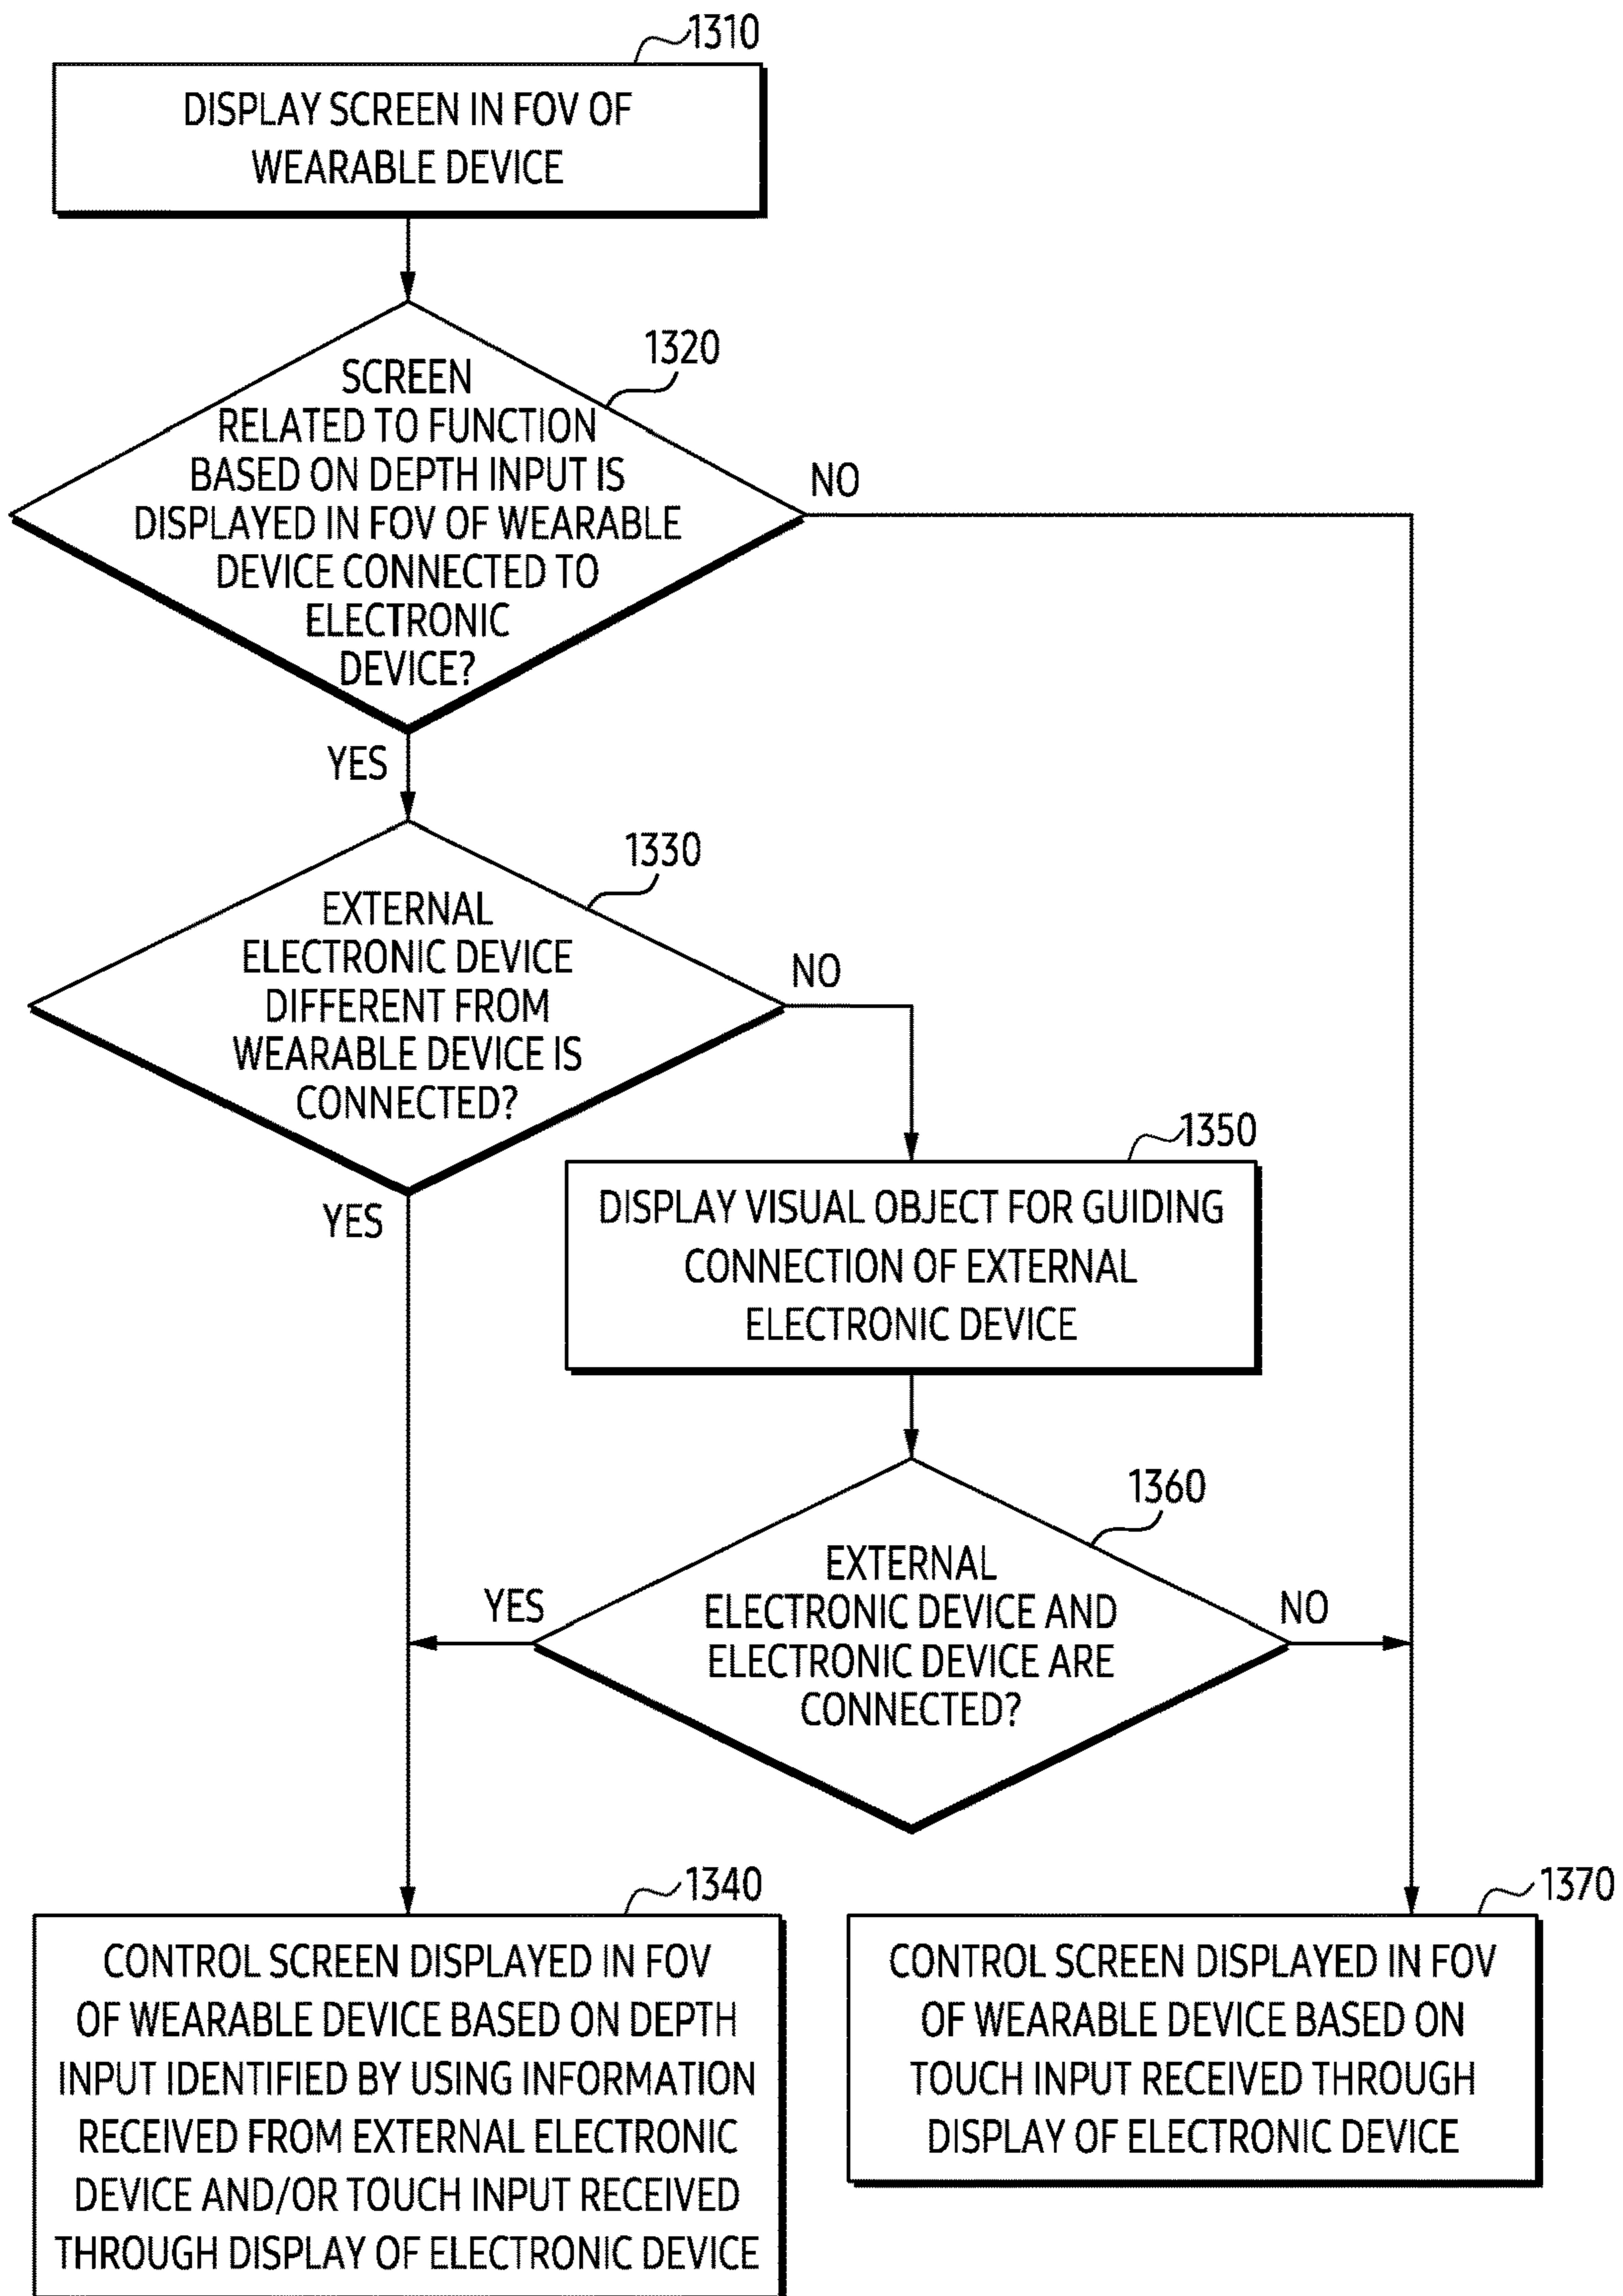 1310
DISPLAY SCREEN IN FOV OF
WEARABLE DEVICE
1320
SCREEN
RELATED TO FUNCTION
BASED ON DEPTH INPUT IS
DISPLAYED IN FOV OF WEARABLE
DEVICE CONNECTED TO
ELECTRONIC
DEVICE?
NO
YES
1330
EXTERNAL
ELECTRONIC DEVICE
DIFFERENT FROM
WEARABLE DEVICE IS
CONNECTED?
NO
YES
1350
DISPLAY VISUAL OBJECT FOR GUIDING
CONNECTION OF EXTERNAL
ELECTRONIC DEVICE
1360
EXTERNAL
ELECTRONIC DEVICE AND
ELECTRONIC DEVICE ARE
CONNECTED?
YES
NO
1340
CONTROL SCREEN DISPLAYED IN FOV
OF WEARABLE DEVICE BASED ON DEPTH
INPUT IDENTIFIED BY USING INFORMATION
RECEIVED FROM EXTERNAL ELECTRONIC
DEVICE AND/OR TOUCH INPUT RECEIVED
THROUGH DISPLAY OF ELECTRONIC DEVICE
1370
CONTROL SCREEN DISPLAYED IN FOV
OF WEARABLE DEVICE BASED ON
TOUCH INPUT RECEIVED THROUGH
DISPLAY OF ELECTRONIC DEVICE